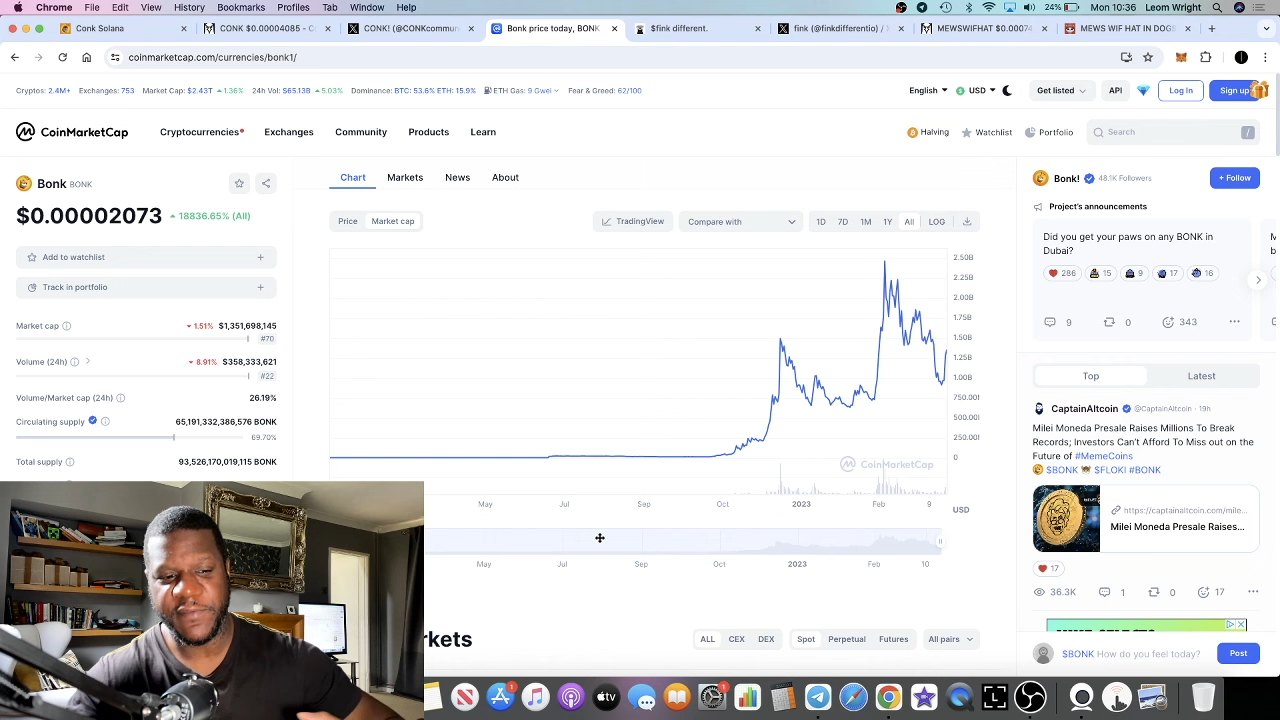 Chrome File Edit View History Bookmarks Profiles Tab Window Help 24% Mon 10:36 Leom Wright
Conk Solana
CONK $0.00004085 - C
CONK! (@CONKcommun
Bonk price today, BONK
$fink different.
fink (@finkdifferentio) / X
MEWSWIFHAT $0.00074
MEWS WIF HAT IN DOGS
coinmarketcap.com/currencies/bonk1/
Cryptos: 2.4M+ Exchanges: 753 Market Cap: $2.43T 1.36% 24h Vol: $65.13B 5.03% Dominance: BTC: 53.6% ETH: 15.9% ETH Gas: 9 Gwei Fear & Greed: 62/100
English USD Get listed API Log In Sign up
CoinMarketCap Cryptocurrencies Exchanges Community Products Learn
Halving Watchlist Portfolio Search /
Bonk BONK
$0.00002073 18836.65% (All)
Add to watchlist +
Track in portfolio +
Market cap 1.51% $1,351,698,145
#70
Volume (24h) 8.91% $358,333,621
#22
Volume/Market cap (24h) 26.19%
Circulating supply 65,191,332,386,576 BONK
69.70%
Total supply 93,526,170,019,115 BONK
Chart Markets News About
Price Market cap TradingView Compare with 1D 7D 1M 1Y All LOG
2.50B
2.25B
2.00B
1.75B
1.50B
1.25B
1.00B
750.00
500.00
250.00
0
CoinMarketCap
May Jul Sep Oct 2023 Feb 9
USD
May Jul Sep Oct 2023 Feb 10
rkets
ALL CEX DEX Spot Perpetual Futures All pairs
Bonk! 48.1K Followers + Follow
Project's announcements
Did you get your paws on any BONK in
Dubai?
286 15 9 17 16
9 0 343
Top Latest
CaptainAltcoin @CaptainAltcoin · 19h
Milei Moneda Presale Raises Millions To Break
Records; Investors Can't Afford To Miss out on the
Future of #MemeCoins
$BONK $FLOKI #BONK
https://captainaltcoin.com/mile...
Milei Moneda Presale Raises...
17
36.3K 1 0 17
$BONK How do you feel today? Post